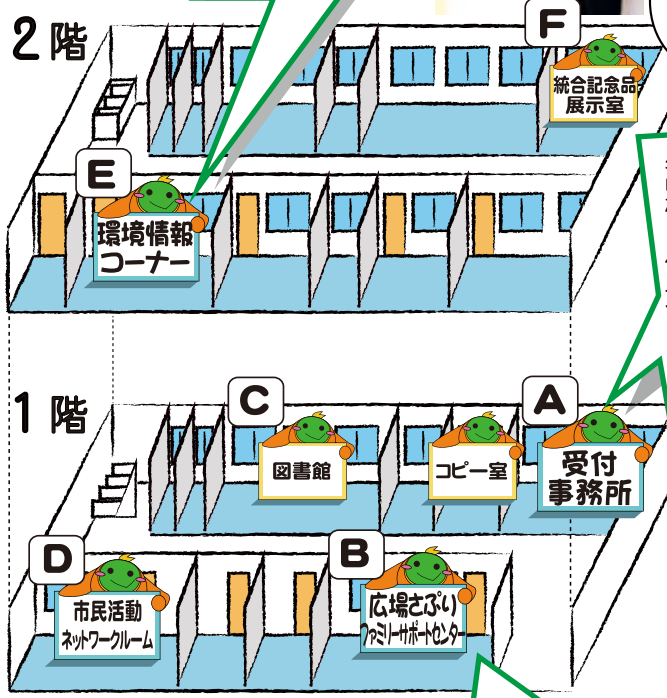 2階
F
統合記念品
展示室
E
環境情報
コーナー
1階
C
図書館
コピー室
A
受付
事務所
D
市民活動
ネットワークルーム
B
広場さぷり
ファミリーサポートセンター